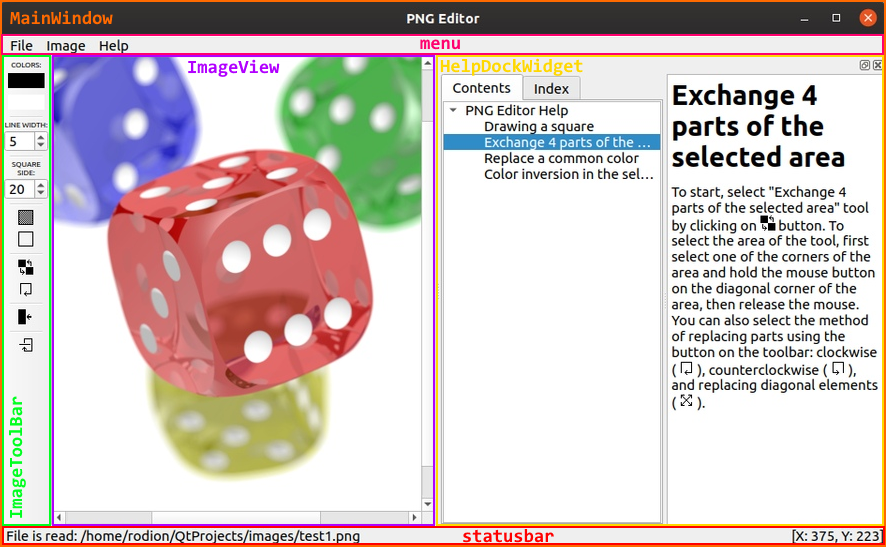 MainWindow
PNG Editor
File Image Help
menu
COLORS:
LINE WIDTH:
5
SQUARE
SIDE:
20
ImageToolBar
ImageView
HelpDockWidget
Contents Index
PNG Editor Help
Drawing a square
Exchange 4 parts of the ...
Replace a common color
Color inversion in the sel...
Exchange 4
parts of the
selected area
To start, select "Exchange 4
parts of the selected area" tool
by clicking on button. To
select the area of the tool, first
select one of the corners of the
area and hold the mouse button
on the diagonal corner of the
area, then release the mouse.
You can also select the method
of replacing parts using the
button on the toolbar: clockwise
( ), counterclockwise ( ),
and replacing diagonal elements
( ).
File is read: /home/rodion/QtProjects/images/test1.png
statusbar
[X: 375, Y: 223]